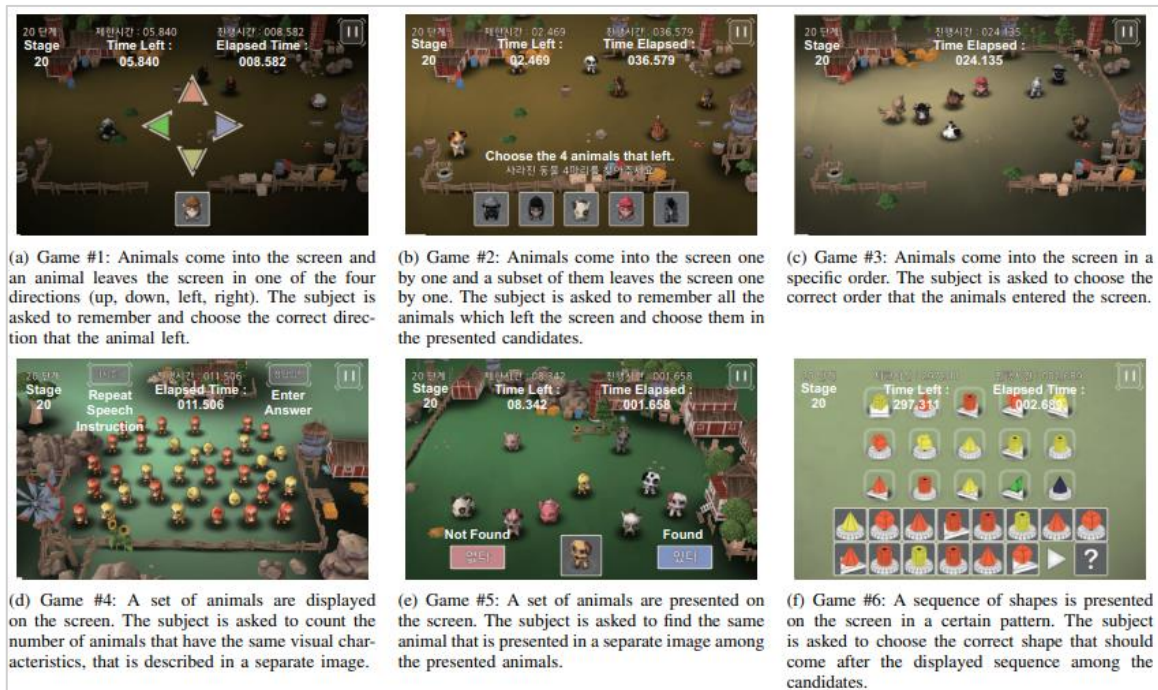 20 단계
제한시간 : 05.840
진행시간 : 008.582
Stage
20
Time Left :
05.840
Elapsed Time :
008.582
(a) Game #1: Animals come into the screen and
an animal leaves the screen in one of the four
directions (up, down, left, right). The subject is
asked to remember and choose the correct direc-
tion that the animal left.
20 단계
제한시간 : 02.469
진행시간 : 036.579
Stage
20
Time Left :
02.469
Time Elapsed :
036.579
Choose the 4 animals that left.
사라진 동물 4마리를 찾아주세요
(b) Game #2: Animals come into the screen one
by one and a subset of them leaves the screen one
by one. The subject is asked to remember all the
animals which left the screen and choose them in
the presented candidates.
20 단계
진행시간 : 024.135
Stage
20
Time Elapsed :
024.135
(c) Game #3: Animals come into the screen in a
specific order. The subject is asked to choose the
correct order that the animals entered the screen.
20 단계
진행시간 : 011.506
Stage
20
Repeat
Speech
Instruction
Elapsed Time :
011.506
Enter
Answer
(d) Game #4: A set of animals are displayed
on the screen. The subject is asked to count the
number of animals that have the same visual char-
acteristics, that is described in a separate image.
20 단계
제한시간 : 08.342
진행시간 : 001.658
Stage
20
Time Left :
08.342
Time Elapsed :
001.658
Not Found
없다
Found
있다
(e) Game #5: A set of animals are presented on
the screen. The subject is asked to find the same
animal that is presented in a separate image among
the presented animals.
20 단계
Stage
20
Time Left :
297.311
Elapsed Time :
002.689
?
(f) Game #6: A sequence of shapes is presented
on the screen in a certain pattern. The subject
is asked to choose the correct shape that should
come after the displayed sequence among the
candidates.